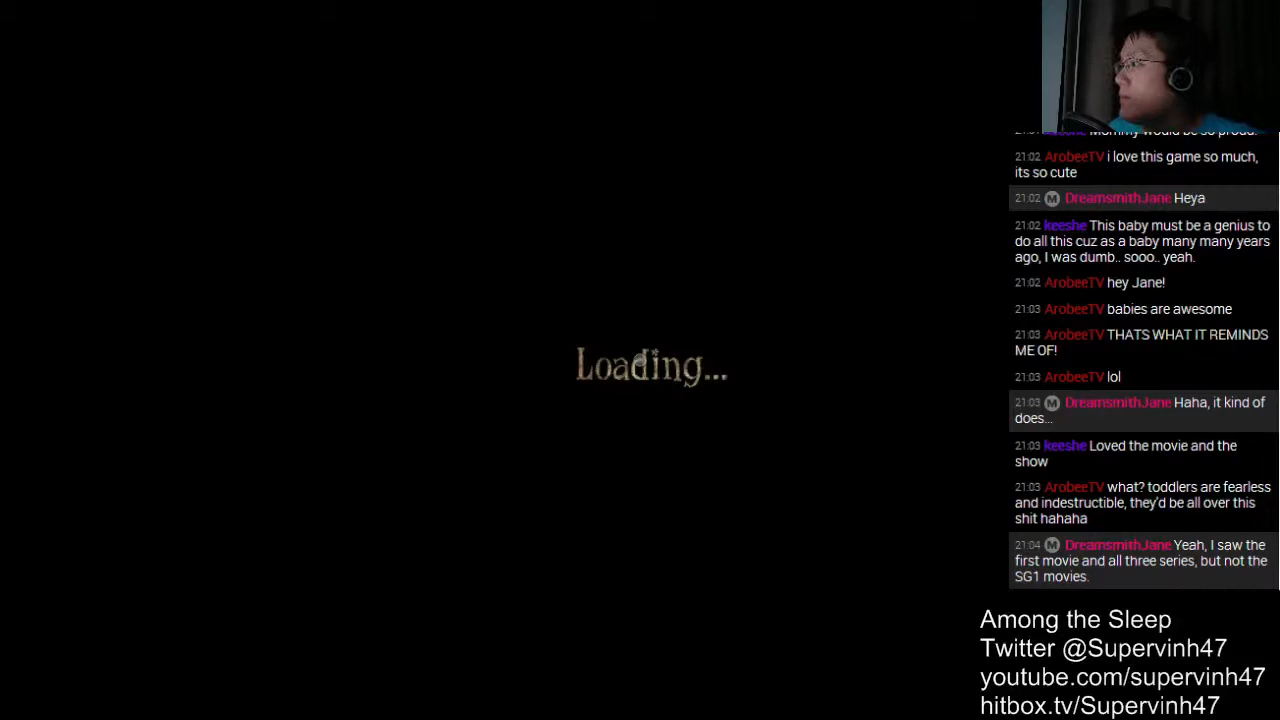 Loading...
Mommy would be so proud.
21:02 ArobeeTV i love this game so much,
its so cute
21:02 M DreamsmithJane Heya
21:02 keeshe This baby must be a genius to
do all this cuz as a baby many many years
ago, I was dumb.. sooo.. yeah.
21:02 ArobeeTV hey Jane!
21:03 ArobeeTV babies are awesome
21:03 ArobeeTV THATS WHAT IT REMINDS
ME OF!
21:03 ArobeeTV lol
21:03 M DreamsmithJane Haha, it kind of
does...
21:03 keeshe Loved the movie and the
show
21:03 ArobeeTV what? toddlers are fearless
and indestructible, they'd be all over this
shit hahaha
21:04 M DreamsmithJane Yeah, I saw the
first movie and all three series, but not the
SG1 movies.
Among the Sleep
Twitter @Supervinh47
youtube.com/supervinh47
hitbox.tv/Supervinh47